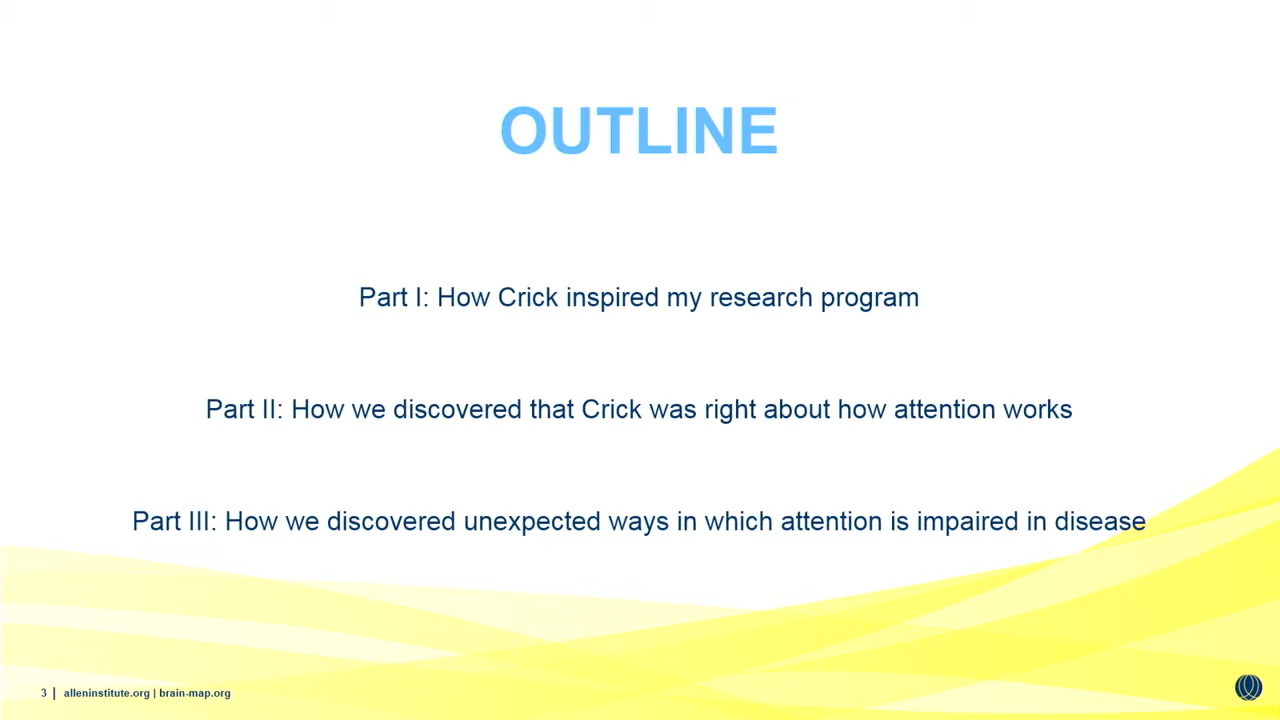 OUTLINE
Part I: How Crick inspired my research program
Part II: How we discovered that Crick was right about how attention works
Part III: How we discovered unexpected ways in which attention is impaired in disease
3 | alleninstitute.org | brain-map.org